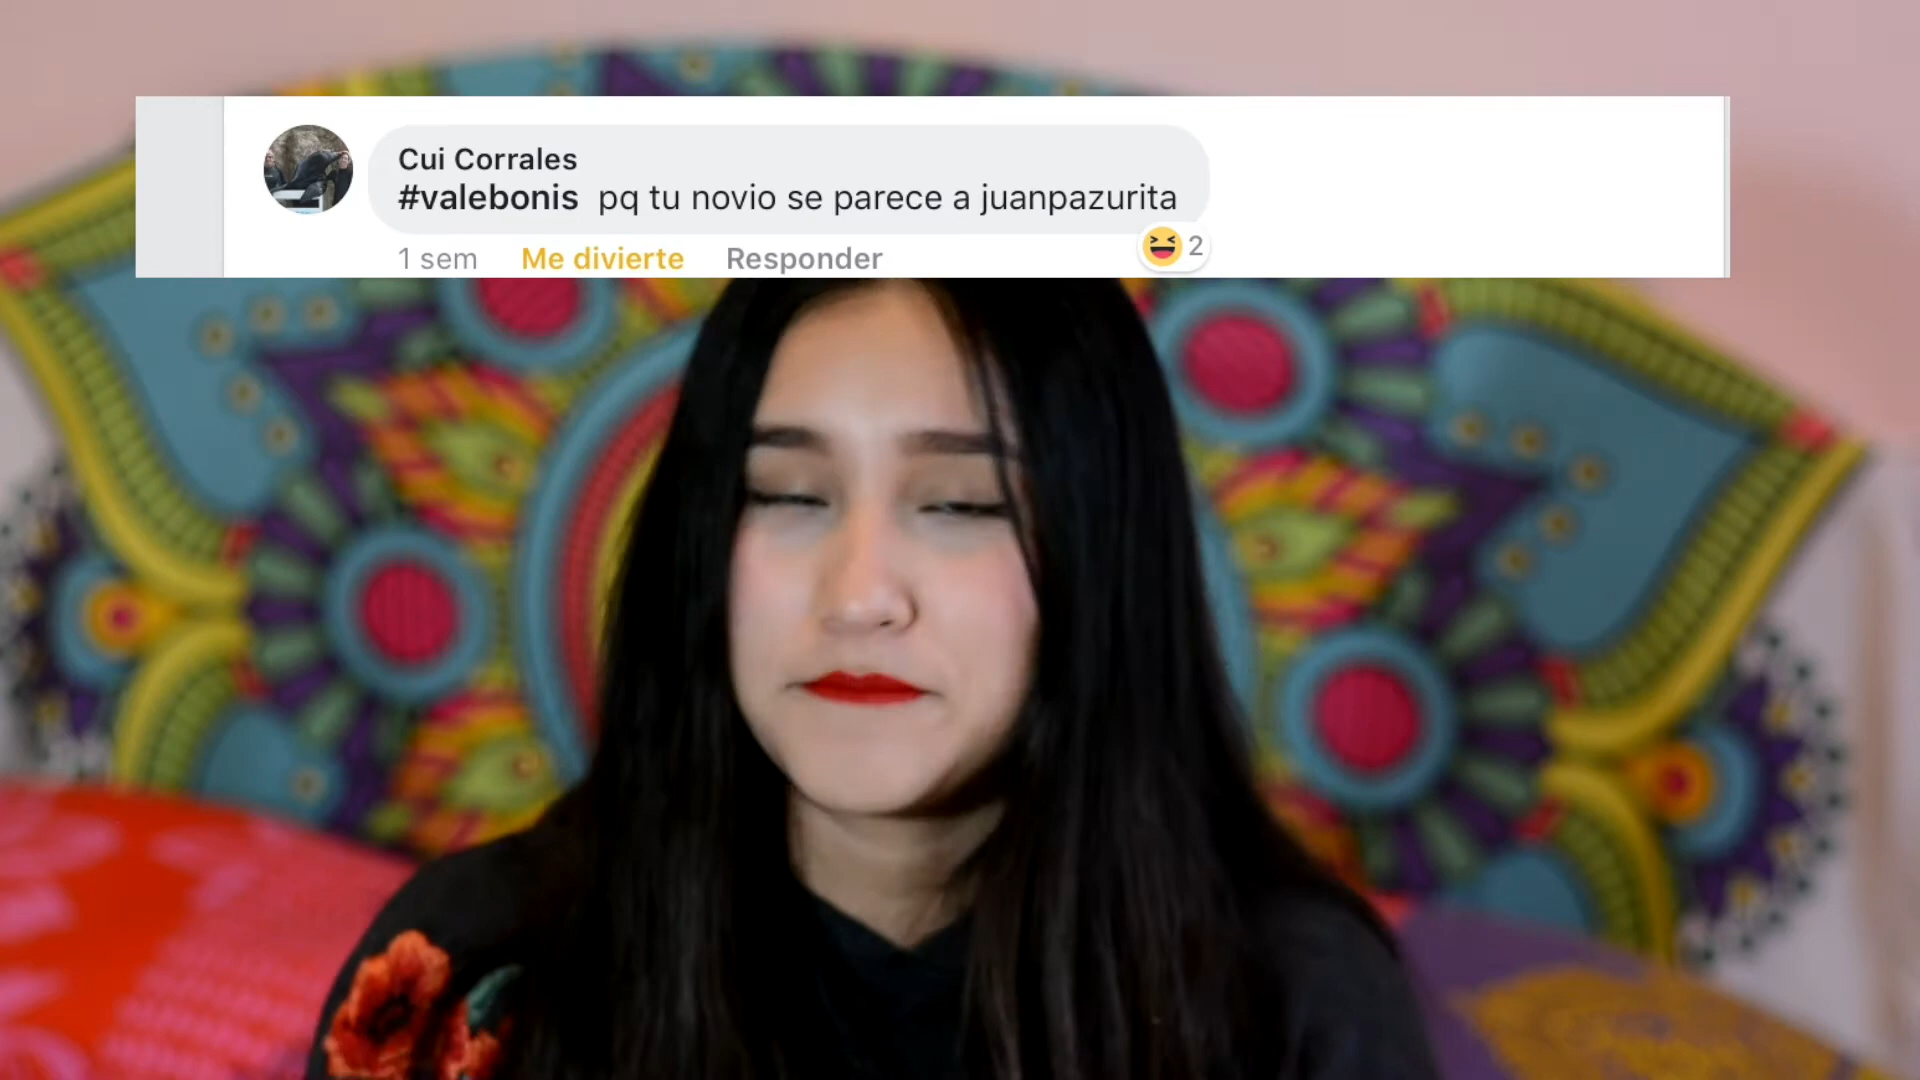 Cui Corrales
#valebonis pq tu novio se parece a juanpazurita
1 sem Me divierte Responder
2